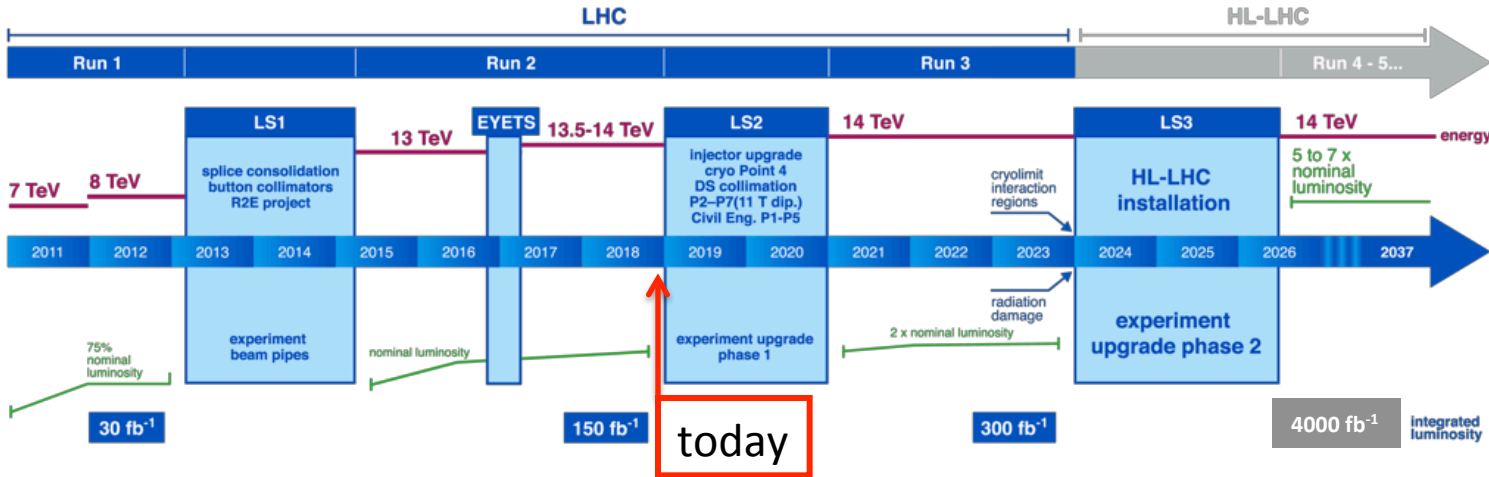 LHC
HL-LHC
Run 1
Run 2
Run 3
Run 4 - 5...
LS1
EYETS
13.5-14 TeV
LS2
14 TeV
LS3
14 TeV
energy
13 TeV
7 TeV
8 TeV
splice consolidation
button collimators
R2E project
injector upgrade
cryo Point 4
DS collimation
P2–P7(11 T dip.)
Civil Eng. P1-P5
cryolimit
interaction
regions
HL-LHC
installation
5 to 7 x
nominal
luminosity
2011 2012 2013 2014 2015 2016 2017 2018 2019 2020 2021 2022 2023 2024 2025 2026 2037
radiation
damage
75%
nominal
luminosity
experiment
beam pipes
nominal luminosity
experiment upgrade
phase 1
2 x nominal luminosity
experiment
upgrade phase 2
30 fb⁻¹
150 fb⁻¹
today
300 fb⁻¹
4000 fb⁻¹
integrated
luminosity